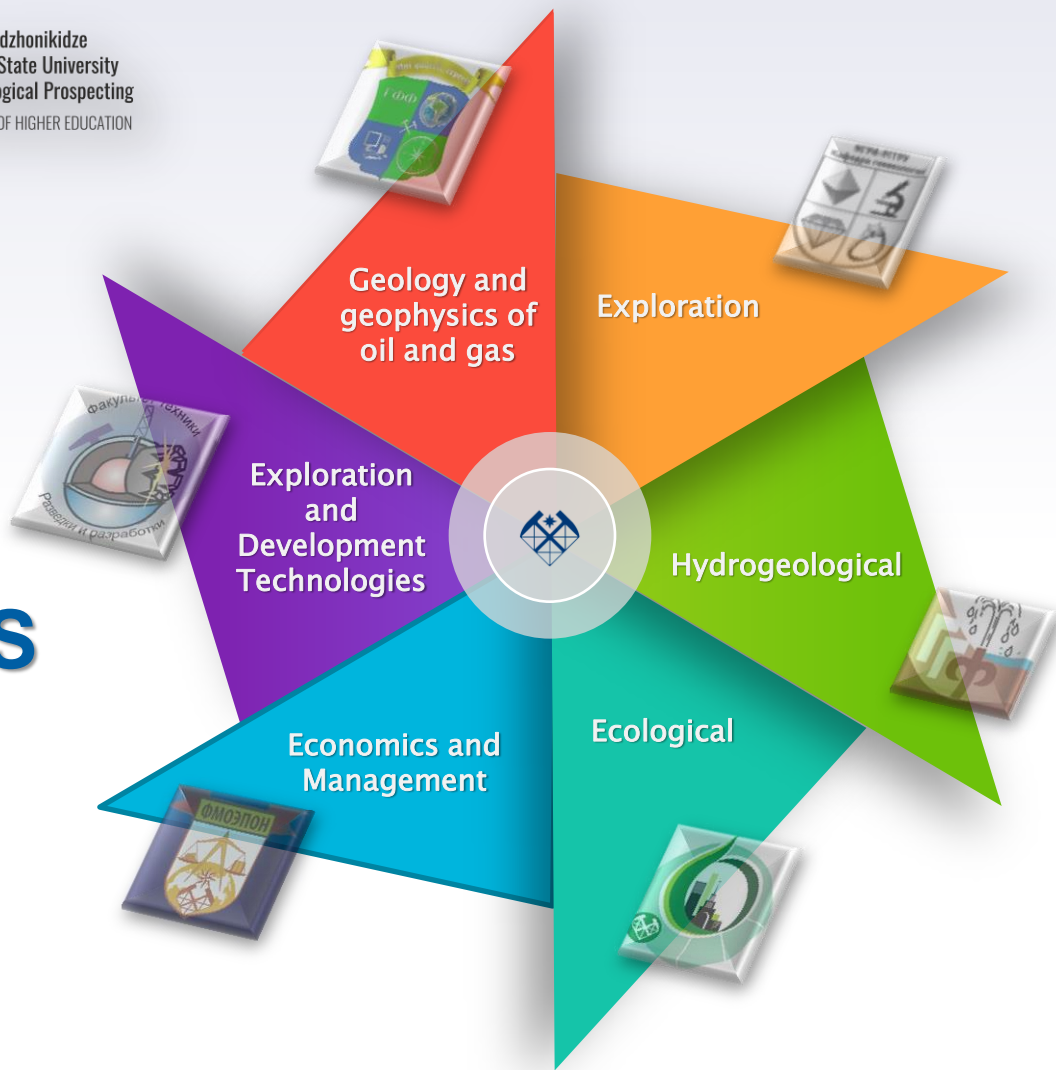 dzhonikidze
State University
gical Prospecting
OF HIGHER EDUCATION
ГФФ
Geology and
geophysics of
oil and gas
Exploration
Факультет техники
Разведки и разработки
Exploration
and
Development
Technologies
Hydrogeological
s
Economics and
Management
Ecological
ФМОЭПОН